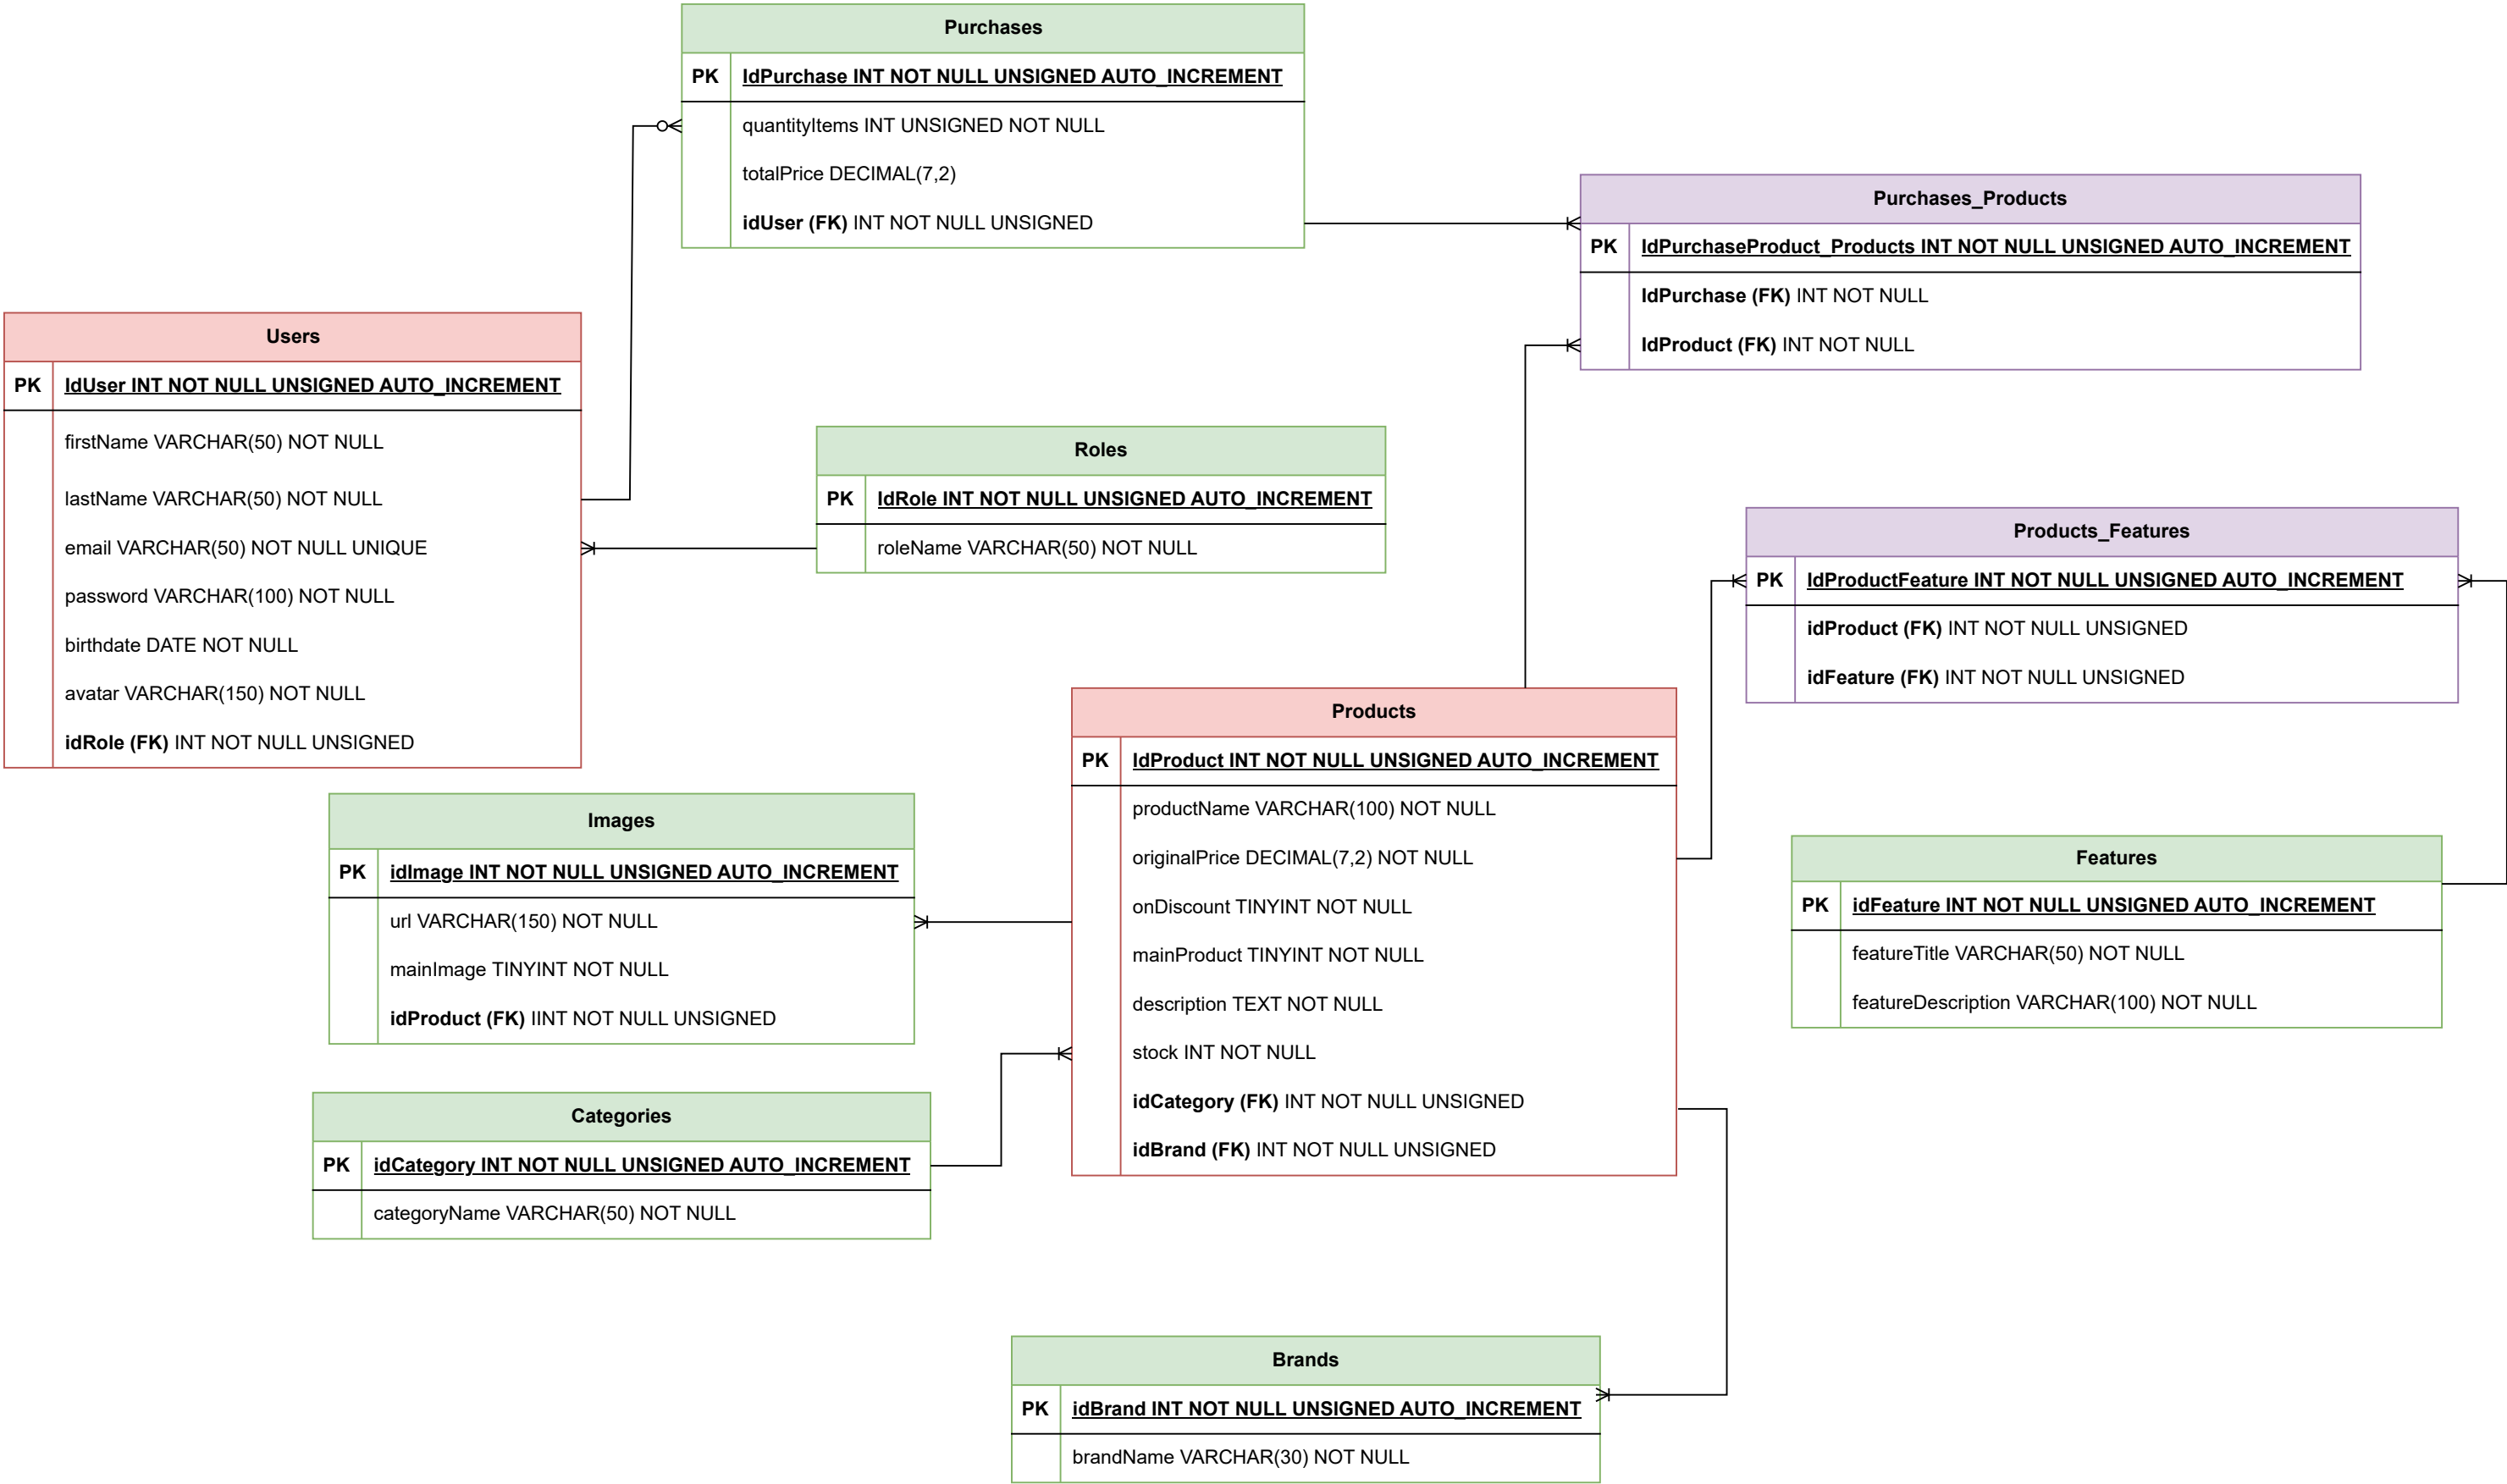 Purchases
PK IdPurchase INT NOT NULL UNSIGNED AUTO_INCREMENT
quantityItems INT UNSIGNED NOT NULL
totalPrice DECIMAL(7,2)
idUser (FK) INT NOT NULL UNSIGNED
Purchases_Products
PK IdPurchaseProduct_Products INT NOT NULL UNSIGNED AUTO_INCREMENT
IdPurchase (FK) INT NOT NULL
IdProduct (FK) INT NOT NULL
Users
PK IdUser INT NOT NULL UNSIGNED AUTO_INCREMENT
firstName VARCHAR(50) NOT NULL
lastName VARCHAR(50) NOT NULL
email VARCHAR(50) NOT NULL UNIQUE
password VARCHAR(100) NOT NULL
birthdate DATE NOT NULL
avatar VARCHAR(150) NOT NULL
idRole (FK) INT NOT NULL UNSIGNED
Roles
PK IdRole INT NOT NULL UNSIGNED AUTO_INCREMENT
roleName VARCHAR(50) NOT NULL
Products_Features
PK IdProductFeature INT NOT NULL UNSIGNED AUTO_INCREMENT
idProduct (FK) INT NOT NULL UNSIGNED
idFeature (FK) INT NOT NULL UNSIGNED
Products
PK IdProduct INT NOT NULL UNSIGNED AUTO_INCREMENT
productName VARCHAR(100) NOT NULL
originalPrice DECIMAL(7,2) NOT NULL
onDiscount TINYINT NOT NULL
mainProduct TINYINT NOT NULL
description TEXT NOT NULL
stock INT NOT NULL
idCategory (FK) INT NOT NULL UNSIGNED
idBrand (FK) INT NOT NULL UNSIGNED
Images
PK idImage INT NOT NULL UNSIGNED AUTO_INCREMENT
url VARCHAR(150) NOT NULL
mainImage TINYINT NOT NULL
idProduct (FK) IINT NOT NULL UNSIGNED
Features
PK idFeature INT NOT NULL UNSIGNED AUTO_INCREMENT
featureTitle VARCHAR(50) NOT NULL
featureDescription VARCHAR(100) NOT NULL
Categories
PK idCategory INT NOT NULL UNSIGNED AUTO_INCREMENT
categoryName VARCHAR(50) NOT NULL
Brands
PK idBrand INT NOT NULL UNSIGNED AUTO_INCREMENT
brandName VARCHAR(30) NOT NULL